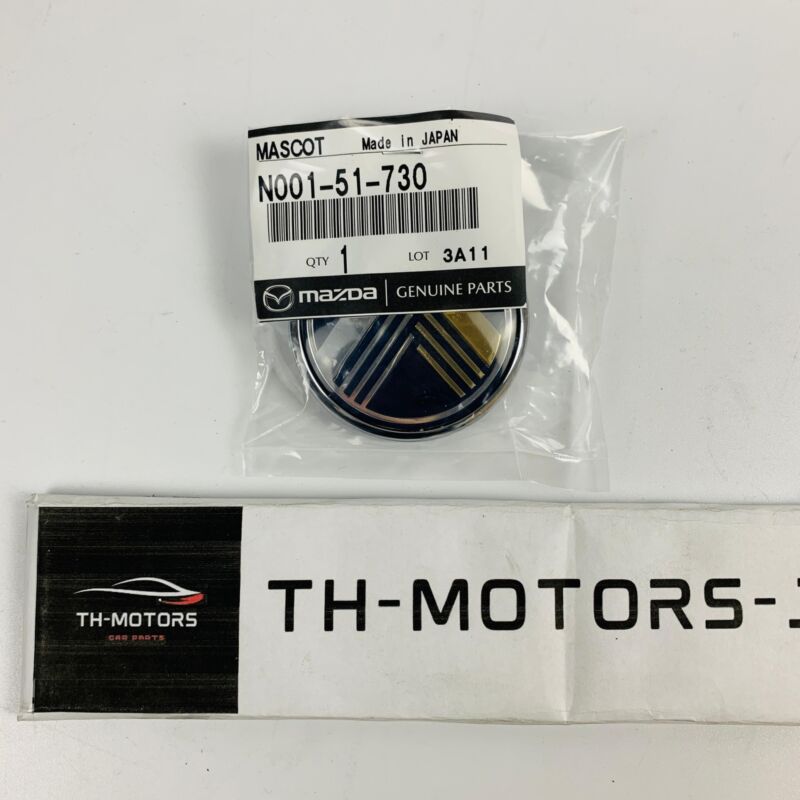 MASCOT Made in JAPAN
N001-51-730
QTY 1 LOT 3A11
mazda GENUINE PARTS
TH-MOTORS
CAR PARTS
TH-MOTORS-J